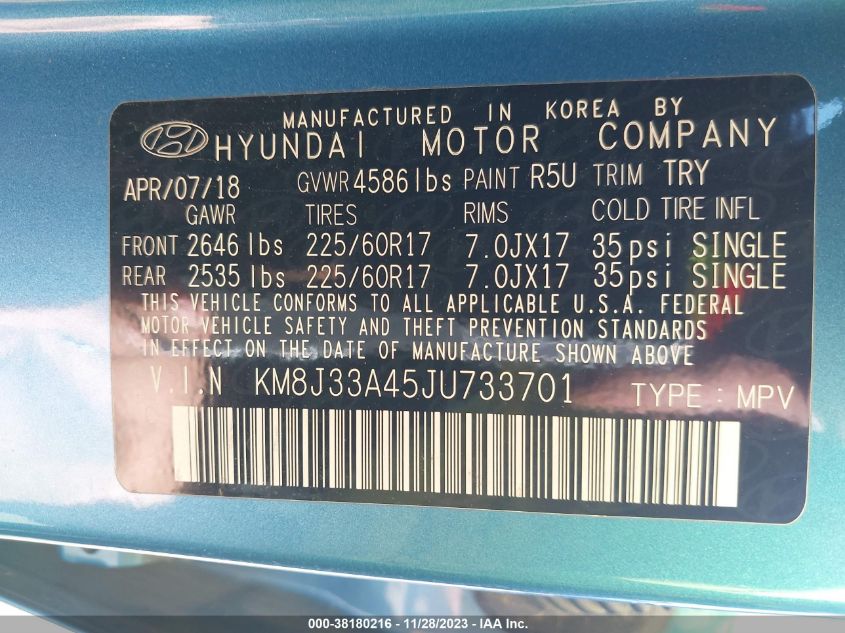 MANUFACTURED IN KOREA BY
HYUNDAI MOTOR COMPANY
APR/07/18 GVWR 4586 lbs PAINT R5U TRIM TRY
GAWR TIRES RIMS COLD TIRE INFL
FRONT 2646 lbs 225/60R17 7.0JX17 35psi SINGLE
REAR 2535 lbs 225/60R17 7.0JX17 35psi SINGLE
THIS VEHICLE CONFORMS TO ALL APPLICABLE U.S.A. FEDERAL
MOTOR VEHICLE SAFETY AND THEFT PREVENTION STANDARDS
IN EFFECT ON THE DATE OF MANUFACTURE SHOWN ABOVE.
V.I.N KM8J33A45JU733701 TYPE : MPV
000-38180216 - 11/28/2023 - IAAI.com